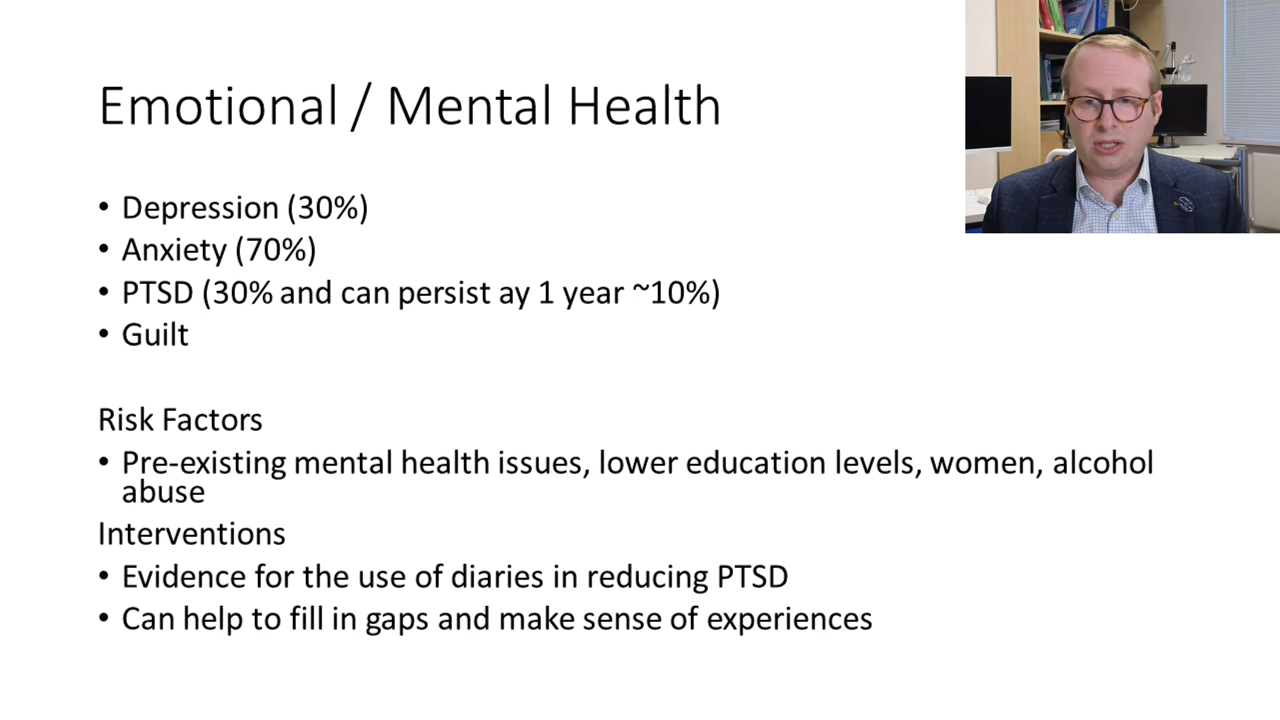 Emotional / Mental Health
• Depression (30%)
• Anxiety (70%)
• PTSD (30% and can persist ay 1 year ~10%)
• Guilt
Risk Factors
• Pre-existing mental health issues, lower education levels, women, alcohol
abuse
Interventions
• Evidence for the use of diaries in reducing PTSD
• Can help to fill in gaps and make sense of experiences